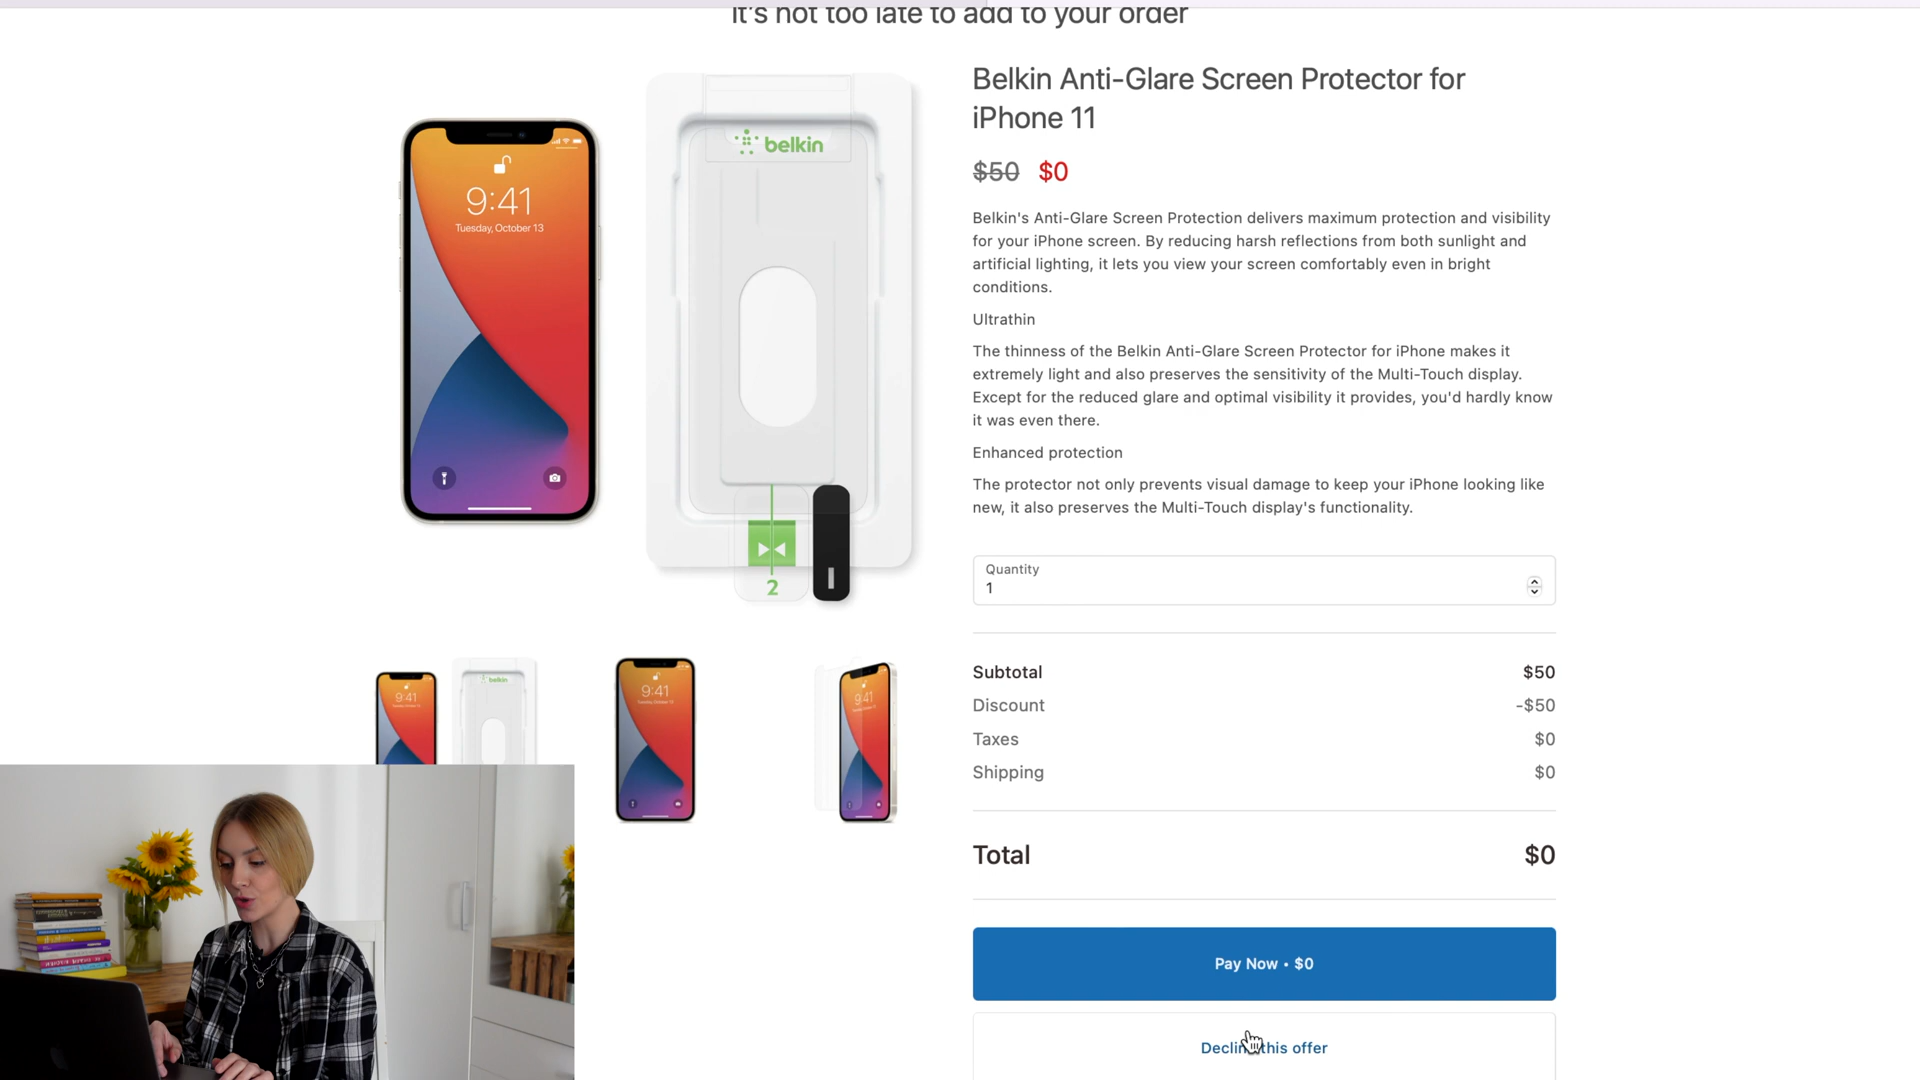 It's not too late to add to your order
belkin
9:41
Tuesday, October 13
2
Belkin Anti-Glare Screen Protector for
iPhone 11
$50 $0
Belkin's Anti-Glare Screen Protection delivers maximum protection and visibility
for your iPhone screen. By reducing harsh reflections from both sunlight and
artificial lighting, it lets you view your screen comfortably even in bright
conditions.
Ultrathin
The thinness of the Belkin Anti-Glare Screen Protector for iPhone makes it
extremely light and also preserves the sensitivity of the Multi-Touch display.
Except for the reduced glare and optimal visibility it provides, you'd hardly know
it was even there.
Enhanced protection
The protector not only prevents visual damage to keep your iPhone looking like
new, it also preserves the Multi-Touch display's functionality.
Quantity
1
9:41
belkin
9:41
9:41
Subtotal $50
Discount -$50
Taxes $0
Shipping $0
Total $0
Pay Now • $0
Decline this offer